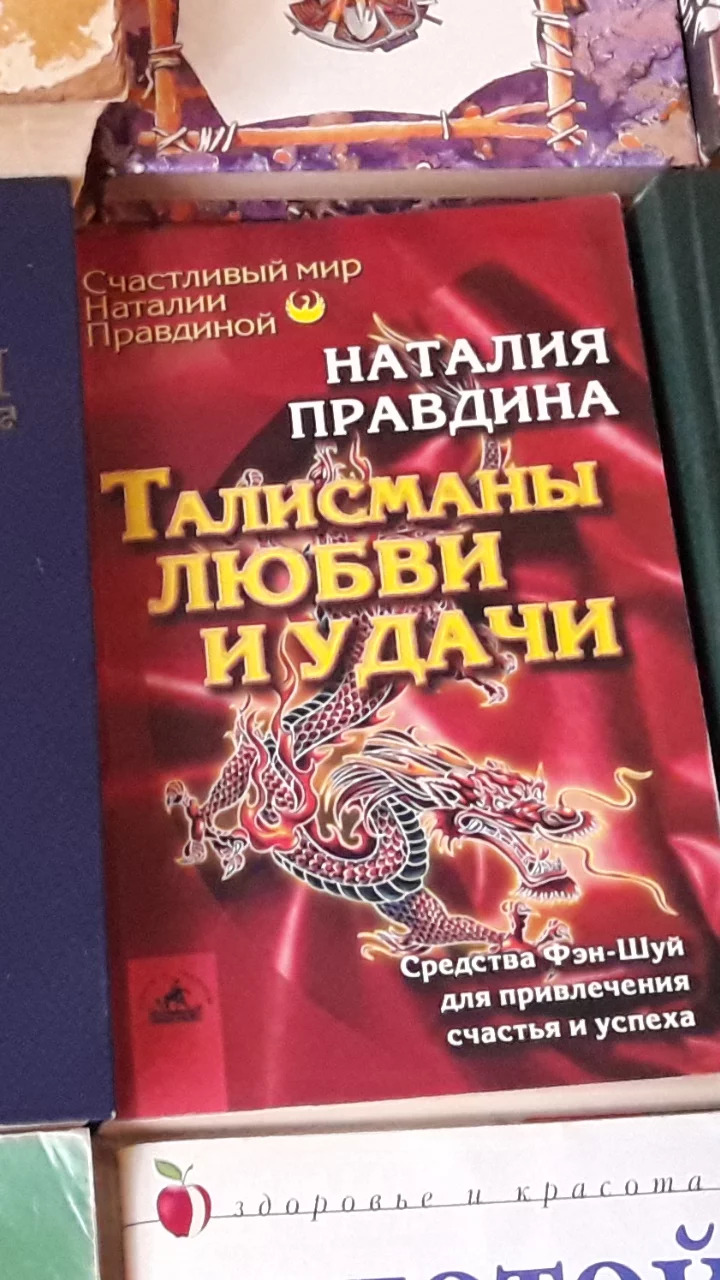 Счастливый мир
Наталии
Правдиной
НАТАЛИЯ
ПРАВДИНА
ТАЛИСМАНЫ
ЛЮБВИ
И УДАЧИ
Средства Фэн-Шуй
для привлечения
счастья и успеха
здоровье и красота